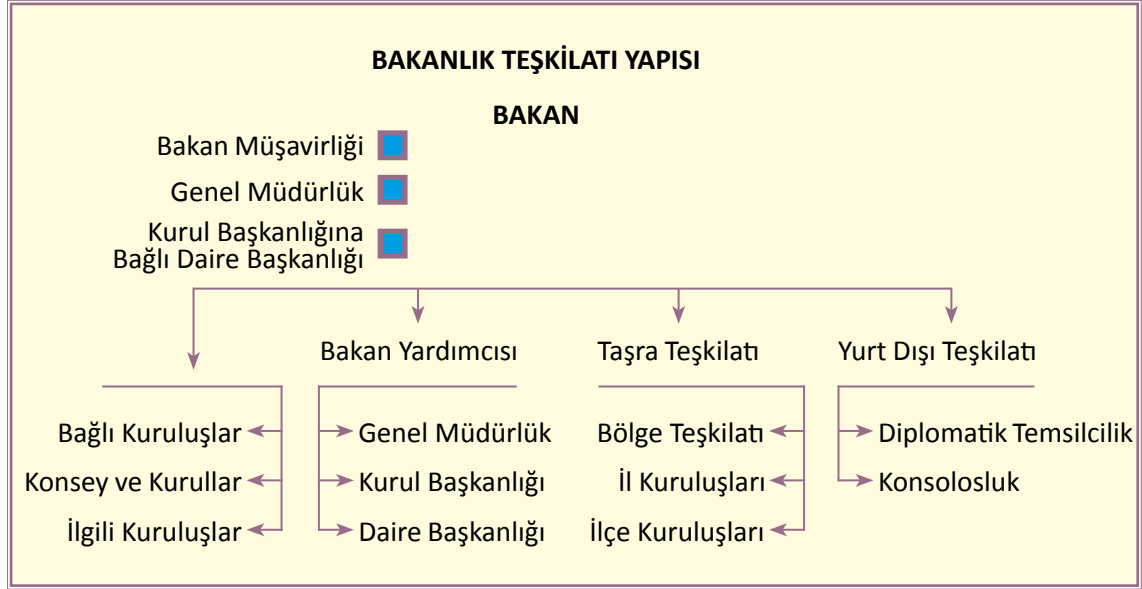 BAKANLIK TEŞKİLATI YAPISI
BAKAN
Bakan Müşavirliği
Genel Müdürlük
Kurul Başkanlığına
Bağlı Daire Başkanlığı
Bakan Yardımcısı
Taşra Teşkilatı
Yurt Dışı Teşkilatı
Bağlı Kuruluşlar
Konsey ve Kurullar
İlgili Kuruluşlar
Genel Müdürlük
Kurul Başkanlığı
Daire Başkanlığı
Bölge Teşkilatı
İl Kuruluşları
İlçe Kuruluşları
Diplomatik Temsilcilik
Konsolosluk